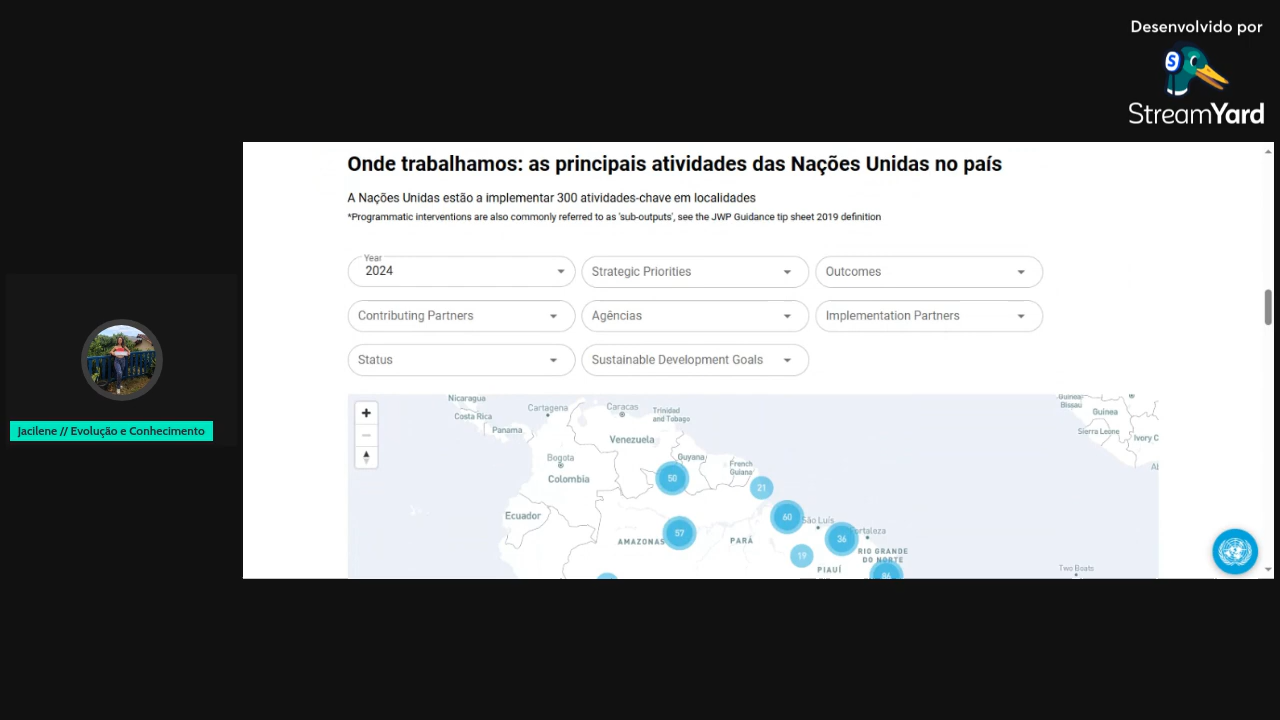 Desenvolvido por
StreamYard
Onde trabalhamos: as principais atividades das Nações Unidas no país
A Nações Unidas estão a implementar 300 atividades-chave em localidades
*Programmatic interventions are also commonly referred to as 'sub-outputs', see the JWP Guidance tip sheet 2019 definition
Year
2024
Strategic Priorities
Outcomes
Contributing Partners
Agências
Implementation Partners
Status
Sustainable Development Goals
Nicaragua
Costa Rica
Panama
Cartagena
Caracas
Trinidad
and Tobago
Venezuela
Guyana
French
Guiana
Bogota
Colombia
Ecuador
AMAZONAS
PARÁ
São Luís
Fortaleza
RIO GRANDE
DO NORTE
PIAUÍ
50
21
60
57
36
19
86
Guinea
Bissau
Guinea
Sierra Leone
Ivory C
Two Boats
Jacilene // Evolução e Conhecimento